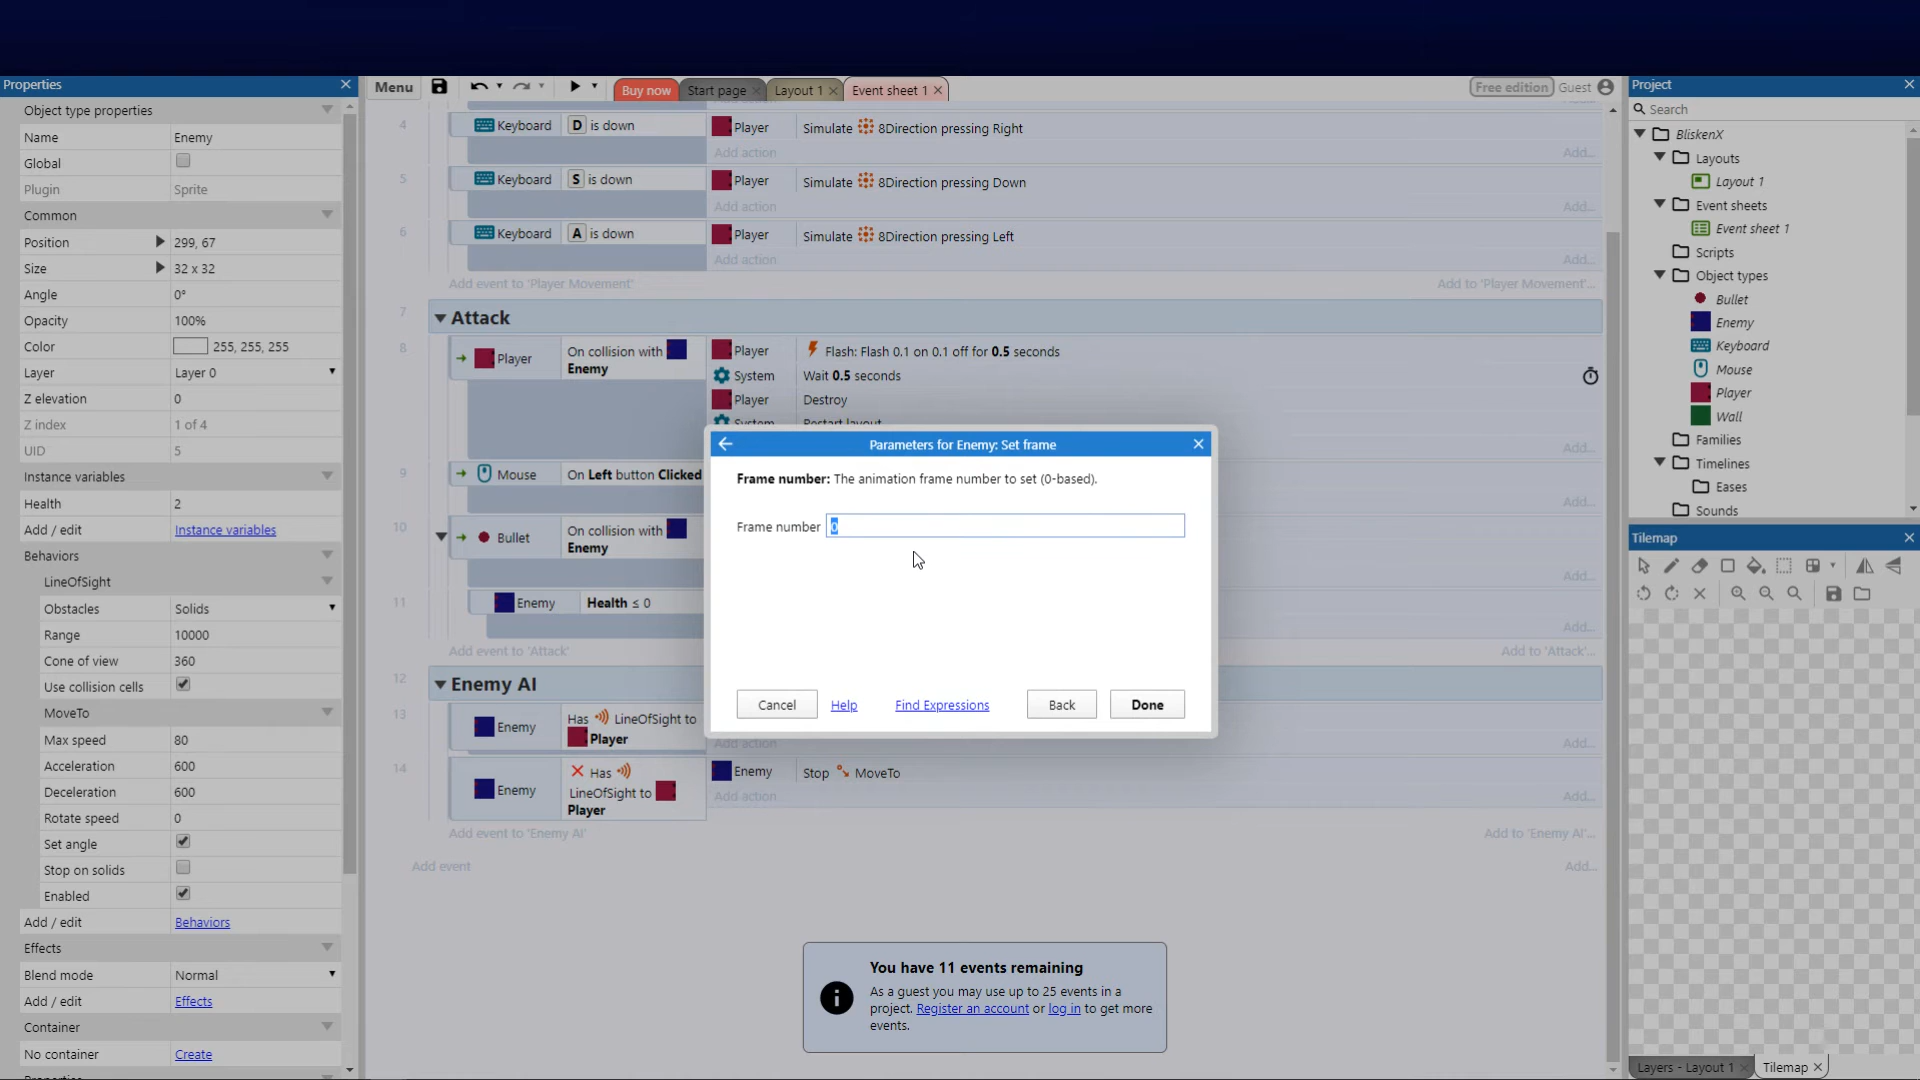 Properties
Object type properties
Name Enemy
Global
Plugin Sprite
Common
Position 299, 67
Size 32 x 32
Angle 0°
Opacity 100%
Color 255, 255, 255
Layer Layer 0
Z elevation 0
Z index 1 of 4
UID 5
Instance variables
Health 2
Add / edit Instance variables
Behaviors
LineOfSight
Obstacles Solids
Range 10000
Cone of view 360
Use collision cells
MoveTo
Max speed 80
Acceleration 600
Deceleration 600
Rotate speed 0
Set angle
Stop on solids
Enabled
Add / edit Behaviors
Effects
Blend mode Normal
Add / edit Effects
Container
No container Create
Menu Buy now Start page Layout 1 Event sheet 1 Free edition Guest
4 Keyboard D is down Player Simulate 8Direction pressing Right
Add action Add...
5 Keyboard S is down Player Simulate 8Direction pressing Down
Add action Add...
6 Keyboard A is down Player Simulate 8Direction pressing Left
Add action Add...
Add event to 'Player Movement' Add to 'Player Movement'...
7 Attack
8 Player On collision with Enemy
Player Flash: Flash 0.1 on 0.1 off for 0.5 seconds
System Wait 0.5 seconds
Player Destroy
System Restart layout
Add...
9 Mouse On Left button Clicked
Add...
10 Bullet On collision with Enemy
Add...
11 Enemy Health ≤ 0
Add...
Add event to 'Attack' Add to 'Attack'...
12 Enemy AI
13 Enemy Has LineOfSight to Player
Add action Add...
14 Enemy Has LineOfSight to Player
Enemy Stop MoveTo
Add action Add...
Add event to 'Enemy AI' Add to 'Enemy AI'...
Add event Add...
Parameters for Enemy: Set frame
Frame number: The animation frame number to set (0-based).
Frame number 0
Cancel Help Find Expressions Back Done
You have 11 events remaining
As a guest you may use up to 25 events in a
project. Register an account or log in to get more
events.
Project
Search
BliskenX
Layouts
Layout 1
Event sheets
Event sheet 1
Scripts
Object types
Bullet
Enemy
Keyboard
Mouse
Player
Wall
Families
Timelines
Eases
Sounds
Tilemap
Layers - Layout 1 Tilemap